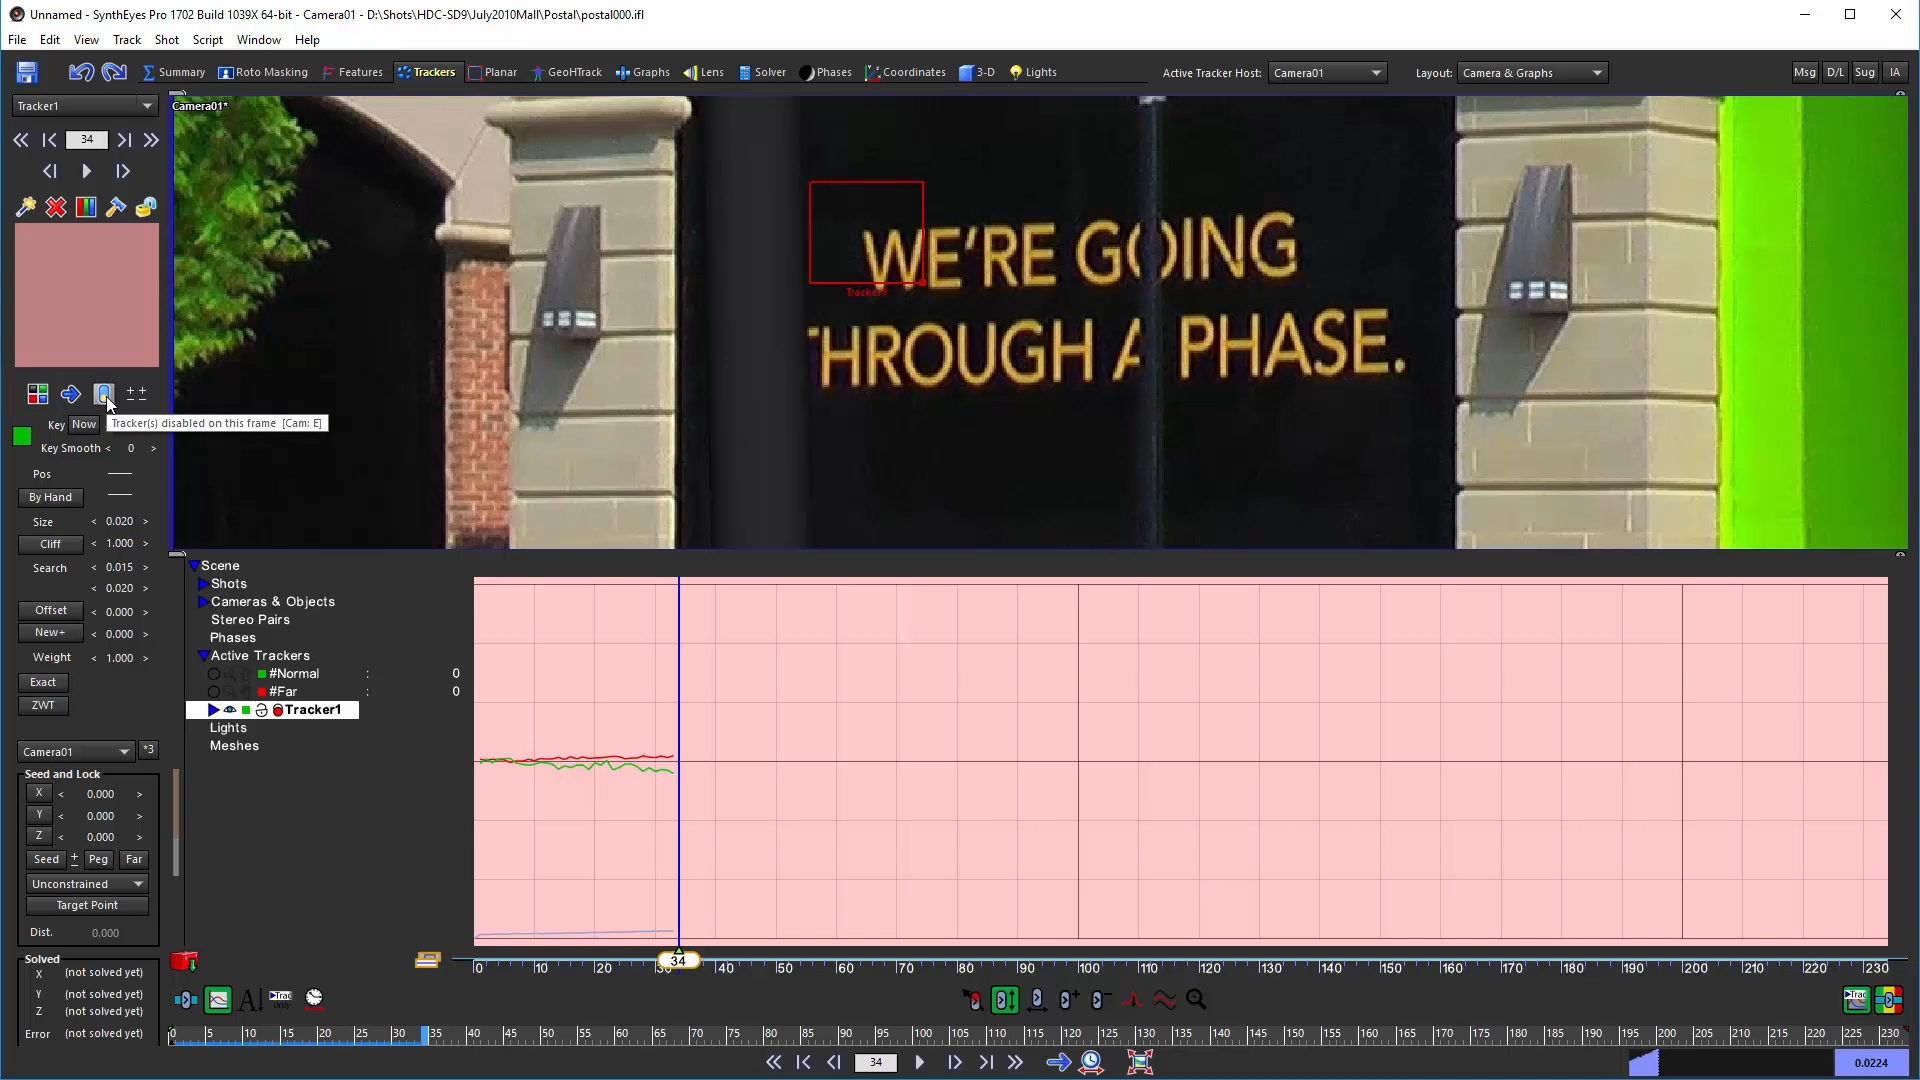 Unnamed - SynthEyes Pro 1702 Build 1039X 64-bit - Camera01 - D:\Shots\HDC-SD9\July2010Mall\Postal\postal000.ifl
File Edit View Track Shot Script Window Help
Summary Roto Masking Features Trackers Planar GeoHTrack Graphs Lens Solver Phases Coordinates 3-D Lights Active Tracker Host: Camera01 Layout: Camera & Graphs Msg D/L Sug IA
Tracker1
Camera01*
34
WE'RE GOING
Tracker1
THROUGH A PHASE.
Tracker(s) disabled on this frame [Cam: E]
Key Now
Key Smooth < 0 >
Pos
By Hand
Size < 0.020 >
Cliff < 1.000 >
Search < 0.015 >
< 0.020 >
Offset < 0.000 >
New+ < 0.000 >
Weight < 1.000 >
Exact
ZWT
Camera01 *3
Seed and Lock
X < 0.000 >
Y < 0.000 >
Z < 0.000 >
Seed ± Peg Far
Unconstrained
Target Point
Dist. 0.000
Solved
X (not solved yet)
Y (not solved yet)
Z (not solved yet)
Error (not solved yet)
Scene
Shots
Cameras & Objects
Stereo Pairs
Phases
Active Trackers
#Normal : 0
#Far : 0
Tracker1
Lights
Meshes
0 10 20 34 40 50 60 70 80 90 100 110 120 130 140 150 160 170 180 190 200 210 220 230
A! Trac only
Trac
0 5 10 15 20 25 30 35 40 45 50 55 60 65 70 75 80 85 90 95 100 105 110 115 120 125 130 135 140 145 150 155 160 165 170 175 180 185 190 195 200 205 210 215 220 225 230
34
0.0224